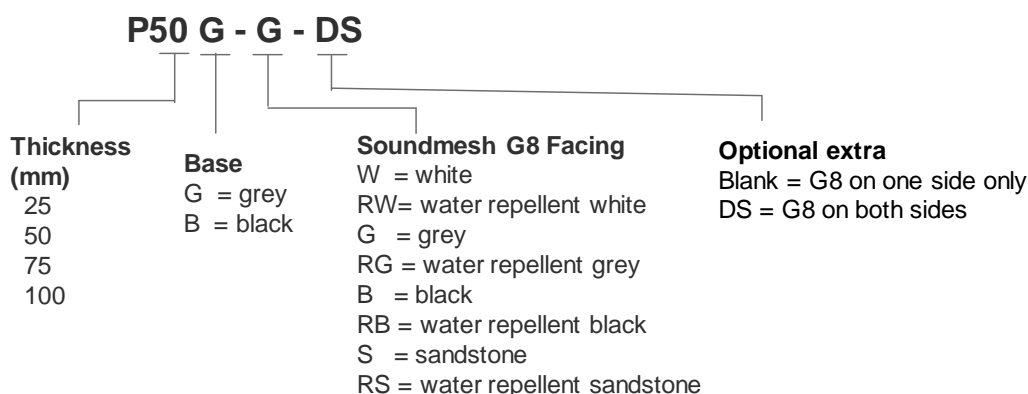 P50 G - G - DS
Thickness
(mm)
25
50
75
100
Base
G = grey
B = black
Soundmesh G8 Facing
W = white
RW= water repellent white
G = grey
RG = water repellent grey
B = black
RB = water repellent black
S = sandstone
RS = water repellent sandstone
Optional extra
Blank = G8 on one side only
DS = G8 on both sides